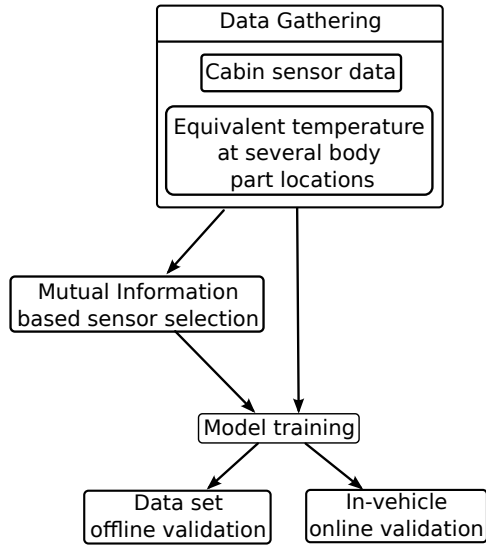 Data Gathering
Cabin sensor data
Equivalent temperature
at several body
part locations
Mutual Information
based sensor selection
Model training
Data set
offline validation
In-vehicle
online validation